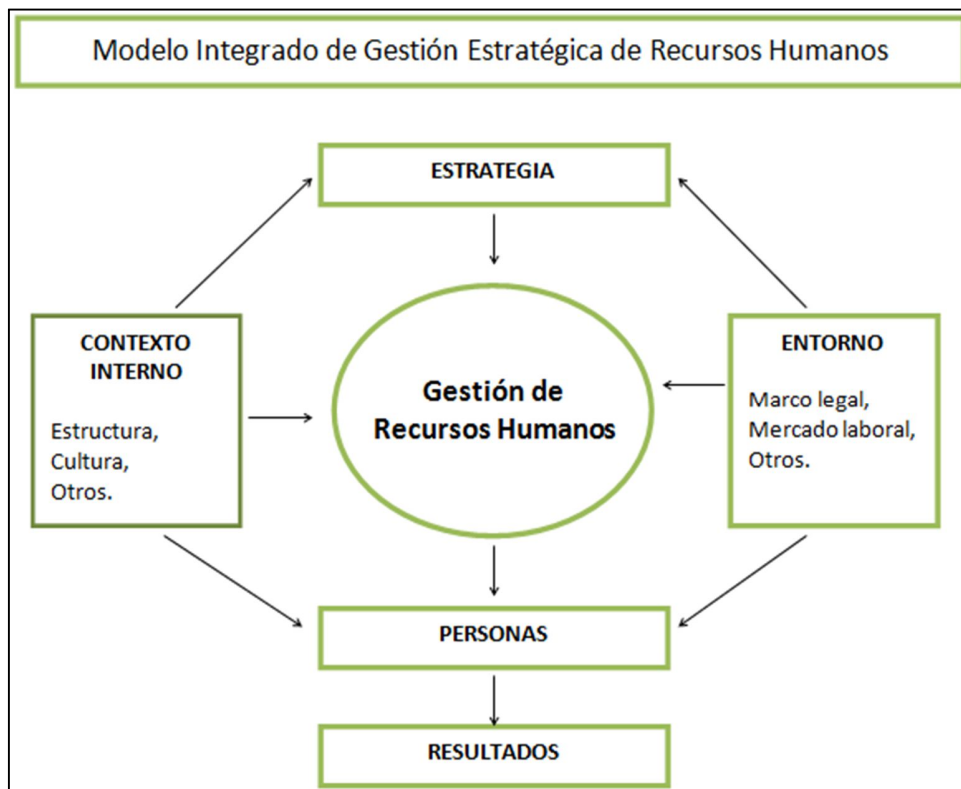 Modelo Integrado de Gestión Estratégica de Recursos Humanos
ESTRATEGIA
CONTEXTO
INTERNO
Estructura,
Cultura,
Otros.
Gestión de
Recursos Humanos
ENTORNO
Marco legal,
Mercado laboral,
Otros.
PERSONAS
RESULTADOS